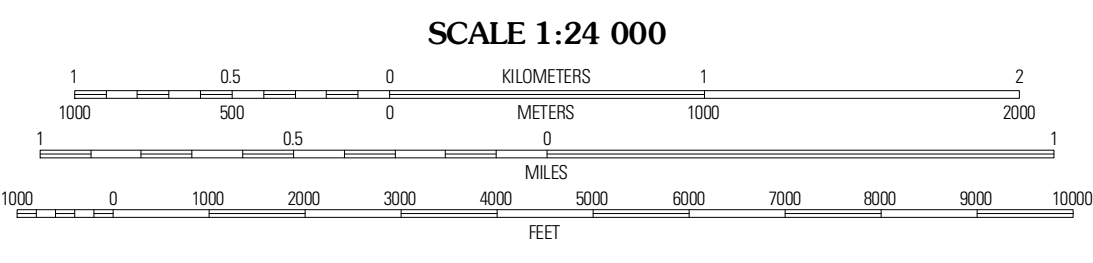 SCALE 1:24 000
1 0.5 0 KILOMETERS 1 2
1000 500 0 METERS 1000 2000
1 0.5 0 1
MILES
1000 0 1000 2000 3000 4000 5000 6000 7000 8000 9000 10000
FEET